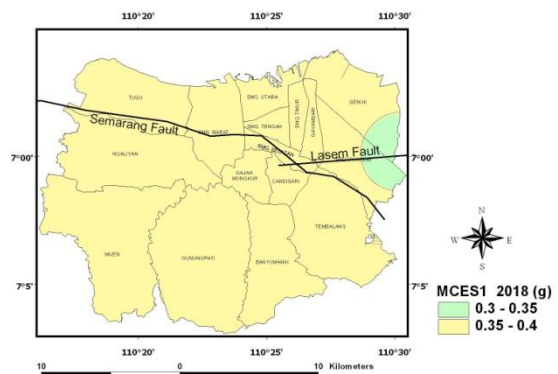 110°20' 110°25' 110°30'
TUGU
SMG. UTARA
GENUK
SMG.TIMUR
GAYAMSARI
Semarang Fault
SMG. BARAT
SMG. TENGAH
7°00'
NGALIYAN
SMG. SELATAN
Lasem Fault
7°00'
GAJAH
MUNGKUR
CANDISARI
TEMBALANG
MIJEN
GUNUNGPATI
BANYUMANIK
7°5'
7°5'
N
W E
S
MCES1 2018 (g)
0.3 - 0.35
0.35 - 0.4
110°20' 110°25' 110°30'
10 0 10 Kilometers